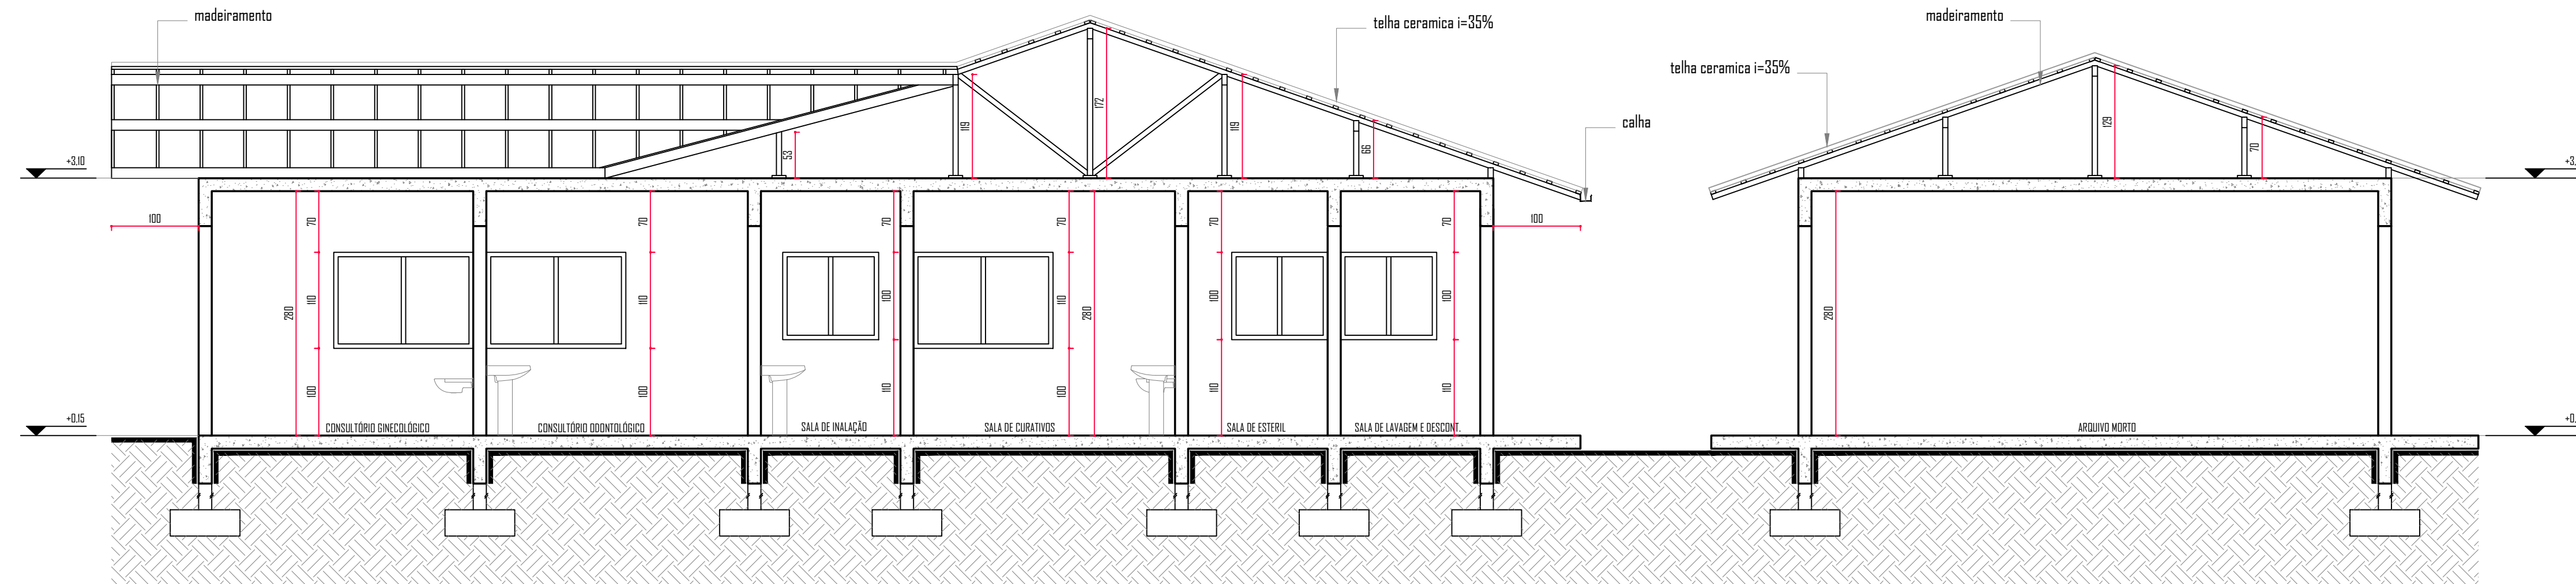 madeiramento
telha ceramica i=35%
madeiramento
telha ceramica i=35%
calha
172
119
119
53
66
129
70
+3,10
+3,
100
100
70
70
70
70
70
70
280
110
110
100
110
280
100
100
280
100
100
110
100
110
110
+0,15
+0,
CONSULTÓRIO GINECOLÓGICO
CONSULTÓRIO ODONTOLÓGICO
SALA DE INALAÇÃO
SALA DE CURATIVOS
SALA DE ESTERIL
SALA DE LAVAGEM E DESCONT.
ARQUIVO MORTO